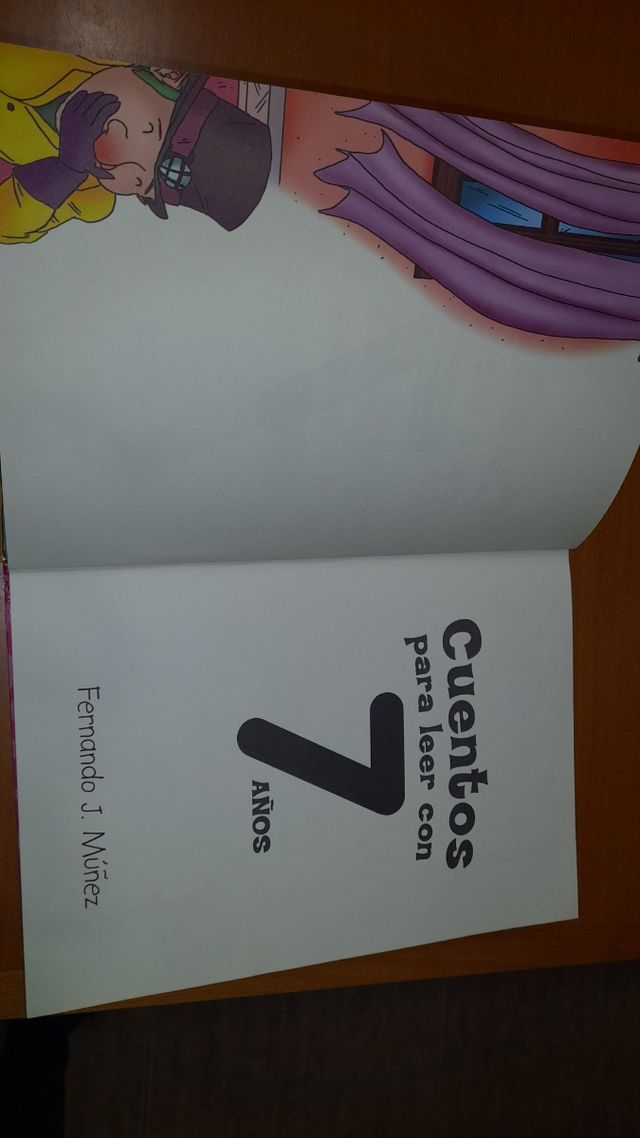 Cuentos
para leer con
7
AÑOS
Fernando J. Múñez